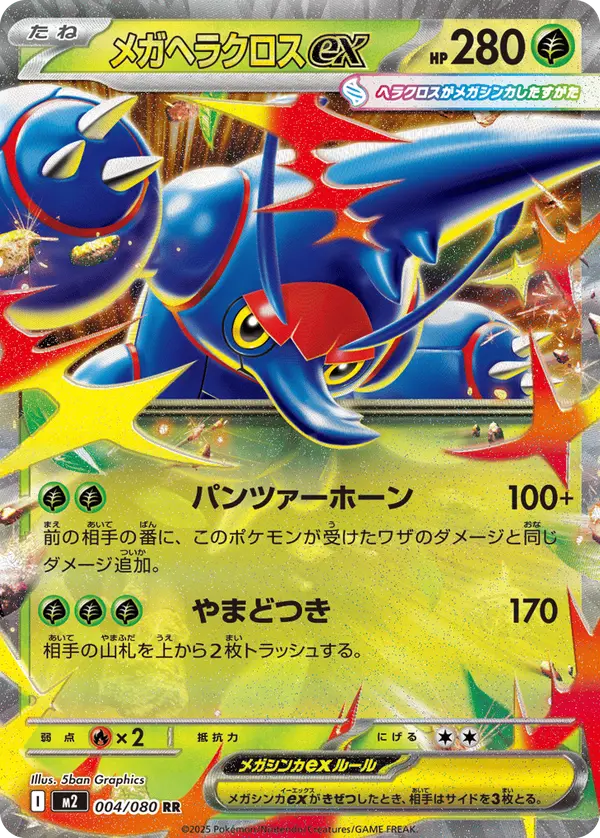 たね
メガヘラクロスex
HP 280
ヘラクロスがメガシンカしたすがた
パンツァーホーン 100+
前の相手の番に、このポケモンが受けたワザのダメージと同じ
ダメージ追加。
やまどつき 170
相手の山札を上から2枚トラッシュする。
弱点 ×2 抵抗力 にげる
メガシンカexルール
メガシンカexがきぜつしたとき、相手はサイドを3枚とる。
Illus. 5ban Graphics
I M2 004/080 RR
©2025 Pokémon/Nintendo/Creatures/GAME FREAK.